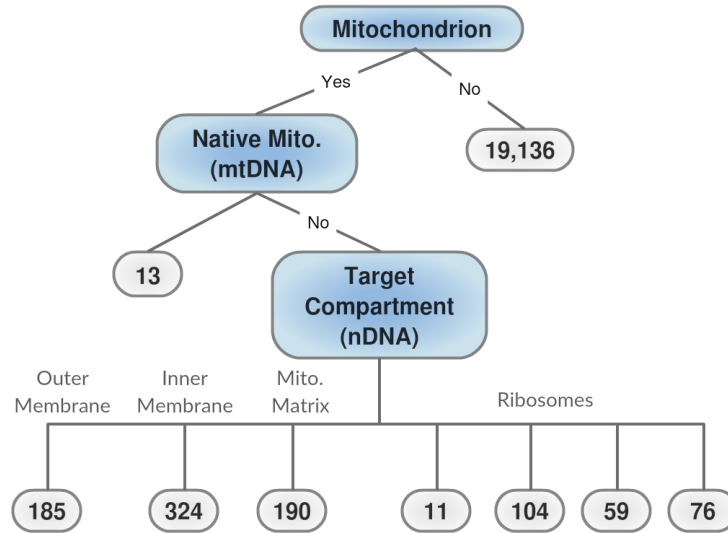 Mitochondrion
Yes
No
Native Mito.
(mtDNA)
19,136
No
13
Target
Compartment
(nDNA)
Outer
Membrane
Inner
Membrane
Mito.
Matrix
Ribosomes
185
324
190
11
104
59
76